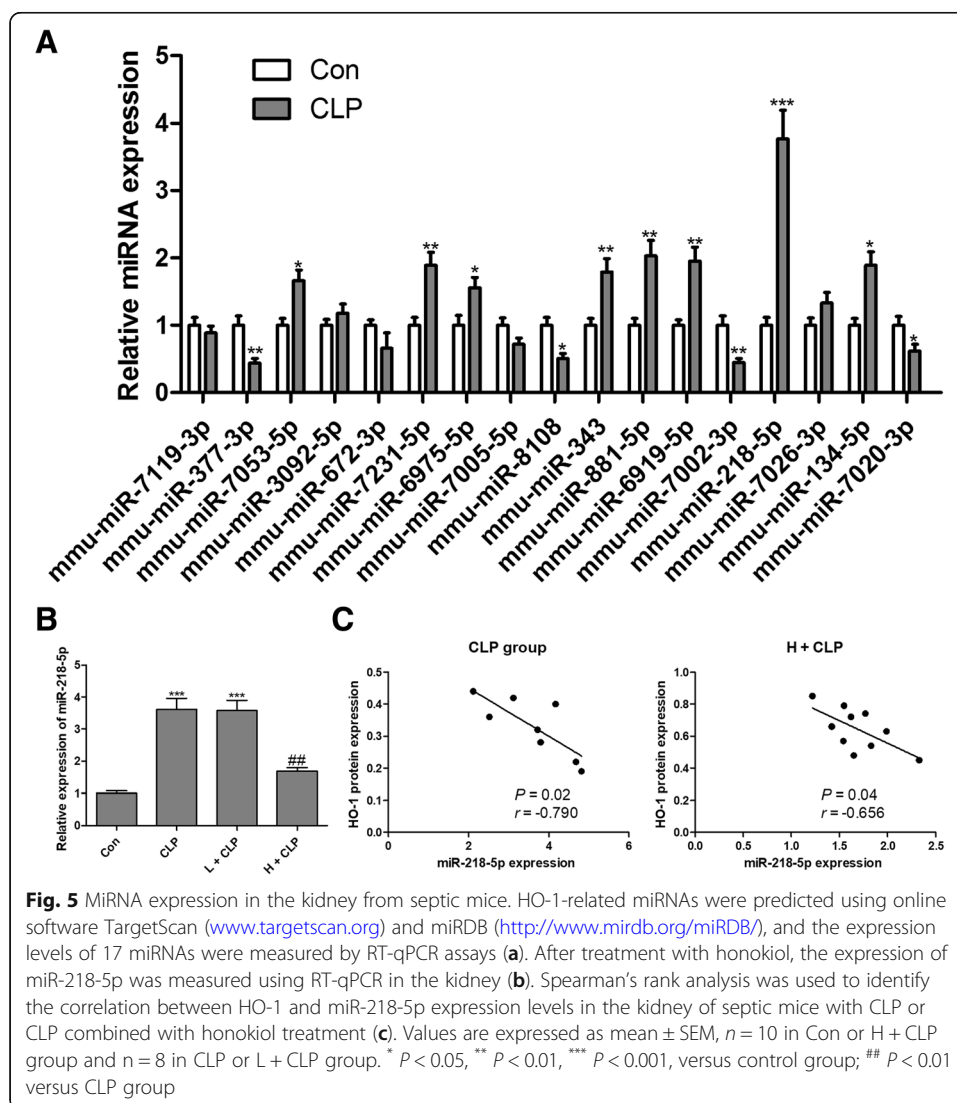 A
Relative miRNA expression
5
4
3
2
1
0
Con
CLP
**
*
**
*
*
**
**
**
**
***
*
*
mmu-miR-7119-3p
mmu-miR-377-3p
mmu-miR-7053-5p
mmu-miR-3092-5p
mmu-miR-672-3p
mmu-miR-7231-5p
mmu-miR-6975-5p
mmu-miR-7005-5p
mmu-miR-8108
mmu-miR-343
mmu-miR-881-5p
mmu-miR-6919-5p
mmu-miR-7002-3p
mmu-miR-218-5p
mmu-miR-7026-3p
mmu-miR-134-5p
mmu-miR-7020-3p
B
Relative expression of miR-218-5p
5
4
3
2
1
0
***
***
##
Con
CLP
L + CLP
H + CLP
C
CLP group
HO-1 protein expression
0.5
0.4
0.3
0.2
0.1
0.0
P = 0.02
r = -0.790
0 2 4 6
miR-218-5p expression
H + CLP
HO-1 protein expression
1.0
0.8
0.6
0.4
0.2
0.0
P = 0.04
r = -0.656
0.0 0.5 1.0 1.5 2.0 2.5
miR-218-5p expression
Fig. 5 MiRNA expression in the kidney from septic mice. HO-1-related miRNAs were predicted using online
software TargetScan (www.targetscan.org) and miRDB (http://www.mirdb.org/miRDB/), and the expression
levels of 17 miRNAs were measured by RT-qPCR assays (a). After treatment with honokiol, the expression of
miR-218-5p was measured using RT-qPCR in the kidney (b). Spearman's rank analysis was used to identify
the correlation between HO-1 and miR-218-5p expression levels in the kidney of septic mice with CLP or
CLP combined with honokiol treatment (c). Values are expressed as mean ± SEM, n = 10 in Con or H + CLP
group and n = 8 in CLP or L + CLP group. * P < 0.05, ** P < 0.01, *** P < 0.001, versus control group; ## P < 0.01
versus CLP group